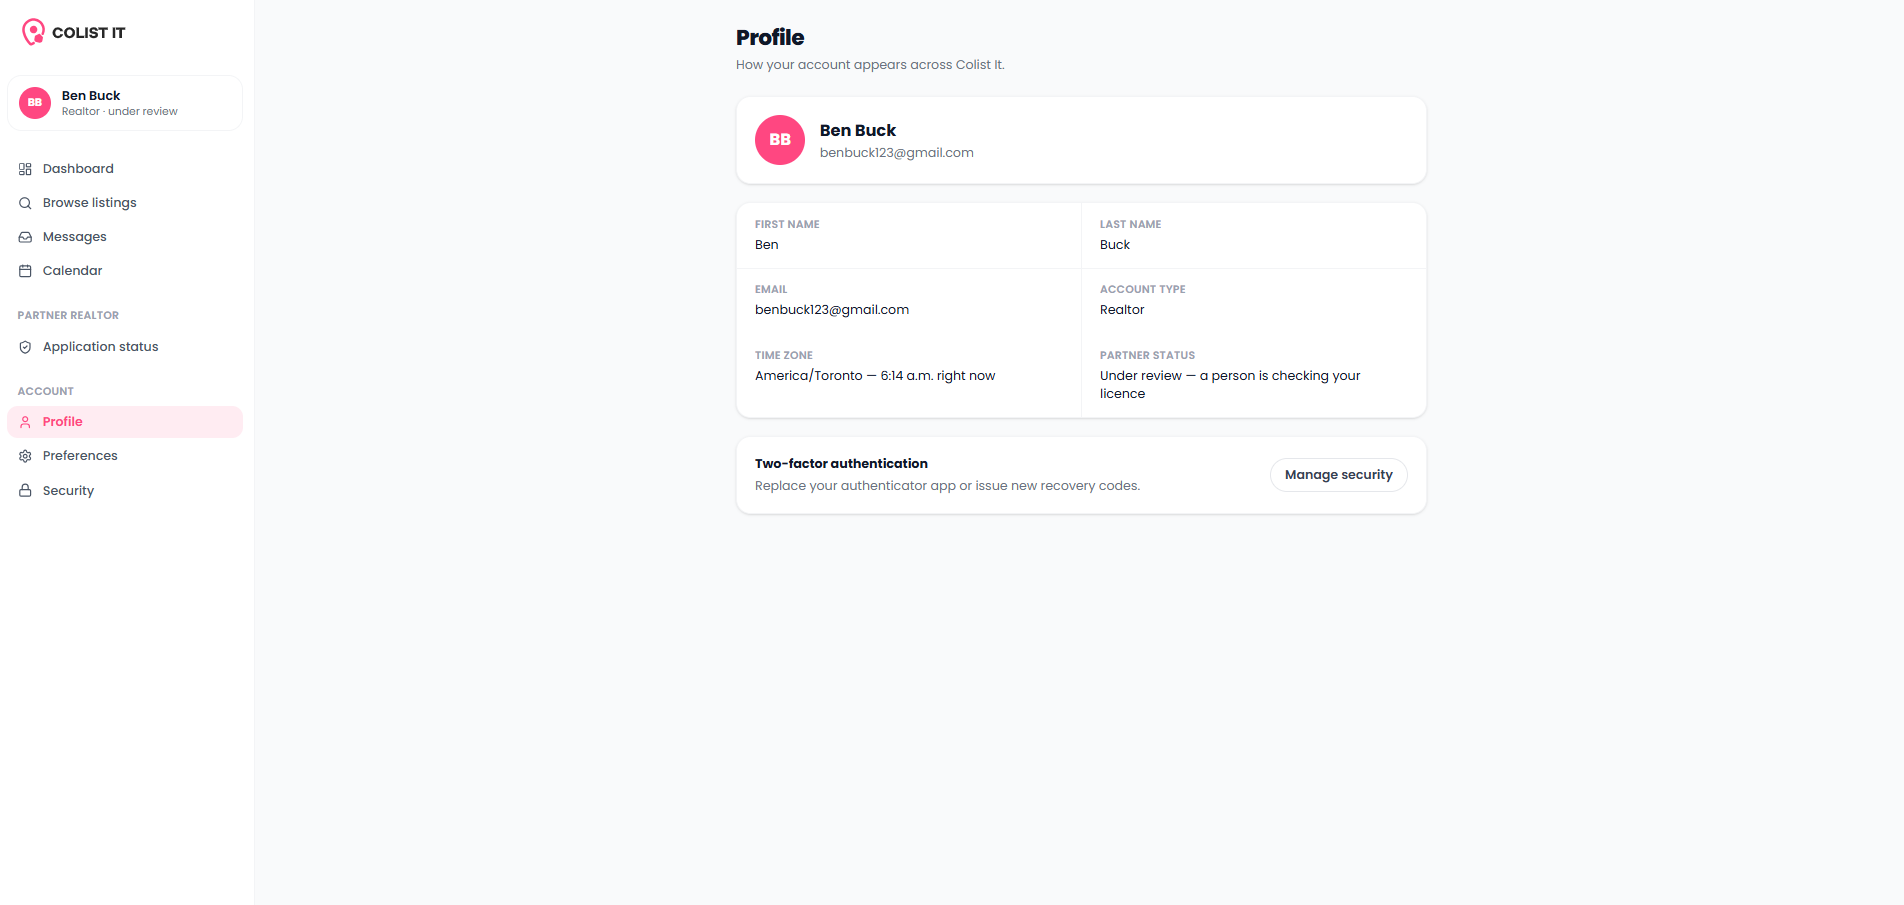 COLIST IT
BB
Ben Buck
Realtor · under review
Dashboard
Browse listings
Messages
Calendar
PARTNER REALTOR
Application status
ACCOUNT
Profile
Preferences
Security
Profile
How your account appears across Colist It.
BB
Ben Buck
benbuck123@gmail.com
FIRST NAME
Ben
LAST NAME
Buck
EMAIL
benbuck123@gmail.com
ACCOUNT TYPE
Realtor
TIME ZONE
America/Toronto — 6:14 a.m. right now
PARTNER STATUS
Under review — a person is checking your
licence
Two-factor authentication
Replace your authenticator app or issue new recovery codes.
Manage security